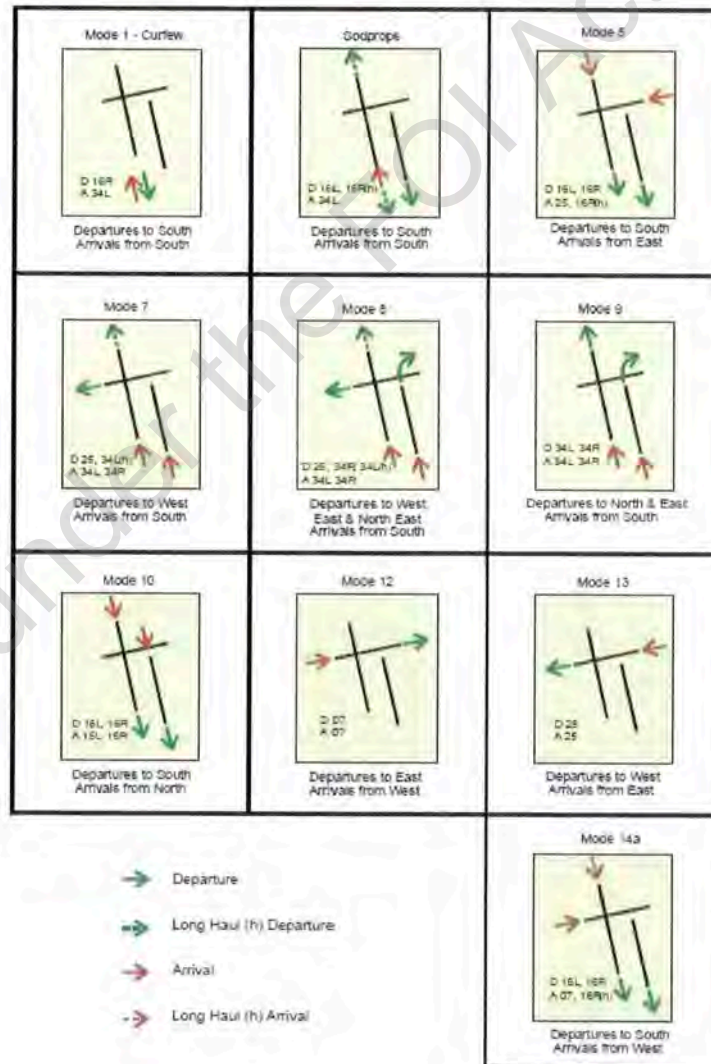 Mode 1 - Curfew
D 16R
A 34L
Departures to South
Arrivals from South
Sodprops
D 16L, 16R(h)
A 34L
Departures to South
Arrivals from South
Mode 5
D 16L, 16R
A 25, 16R(h)
Departures to South
Arrivals from East
Mode 7
D 25, 34L(h)
A 34L 34R
Departures to West
Arrivals from South
Mode 8
D 25, 34R 34L(h)
A 34L 34R
Departures to West
East & North East
Arrivals from South
Mode 9
D 34L 34R
A 34L 34R
Departures to North & East
Arrivals from South
Mode 10
D 16L, 16R
A 16L, 16R
Departures to South
Arrivals from North
Mode 12
D 07
A 07
Departures to East
Arrivals from West
Mode 13
D 25
A 25
Departures to West
Arrivals from East
Mode 14a
D 16L, 16R
A 07, 16R(h)
Departures to South
Arrivals from West
Departure
Long Haul (h) Departure
Arrival
Long Haul (h) Arrival
under the FOI Ac